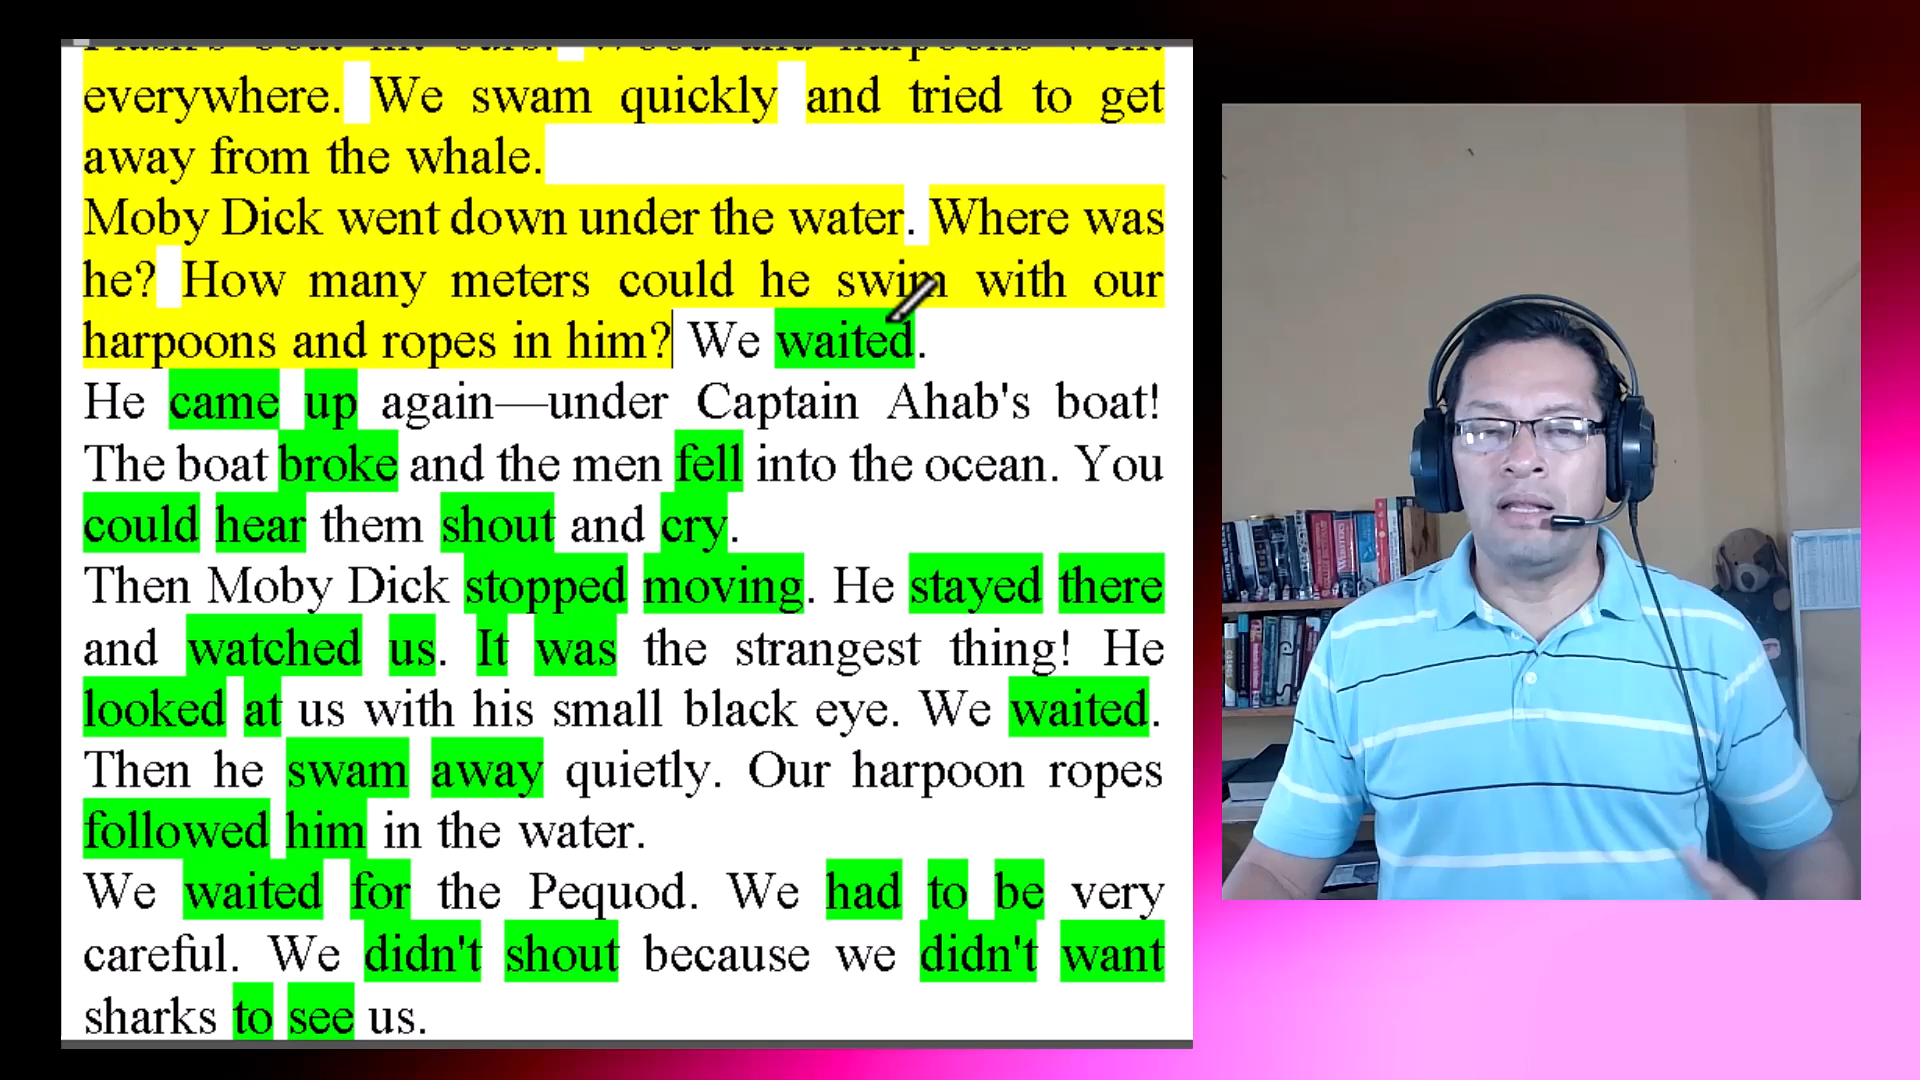 everywhere. We swam quickly and tried to get
away from the whale.
Moby Dick went down under the water. Where was
he? How many meters could he swim with our
harpoons and ropes in him? We waited.
He came up again—under Captain Ahab's boat!
The boat broke and the men fell into the ocean. You
could hear them shout and cry.
Then Moby Dick stopped moving. He stayed there
and watched us. It was the strangest thing! He
looked at us with his small black eye. We waited.
Then he swam away quietly. Our harpoon ropes
followed him in the water.
We waited for the Pequod. We had to be very
careful. We didn't shout because we didn't want
sharks to see us.